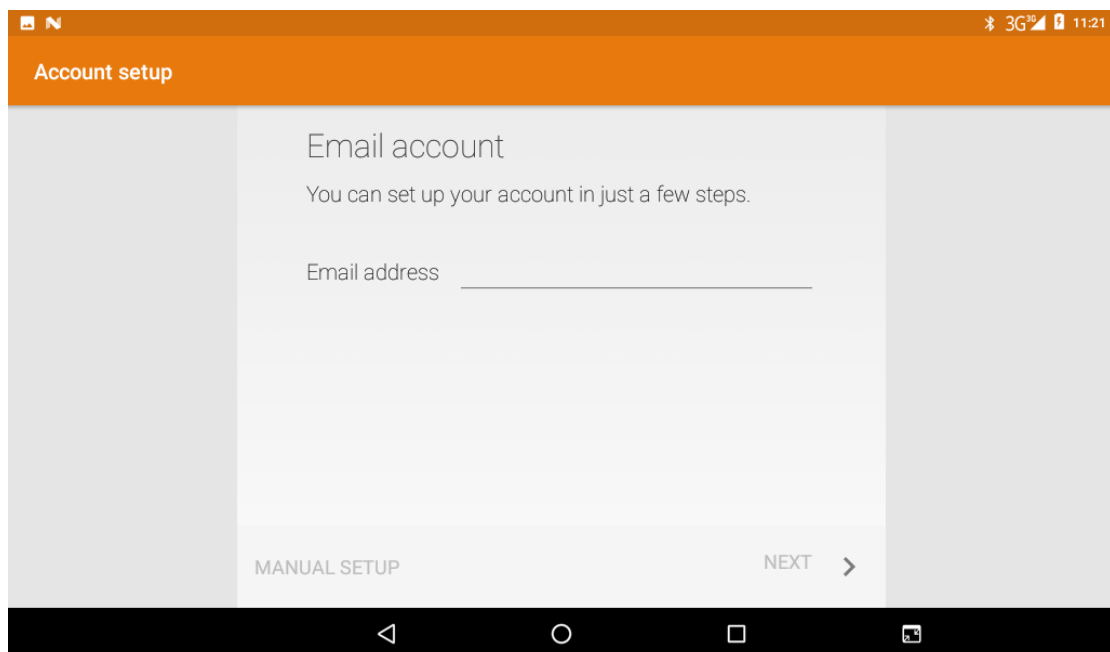 3G 3G 11:21
Account setup
Email account
You can set up your account in just a few steps.
Email address
MANUAL SETUP NEXT